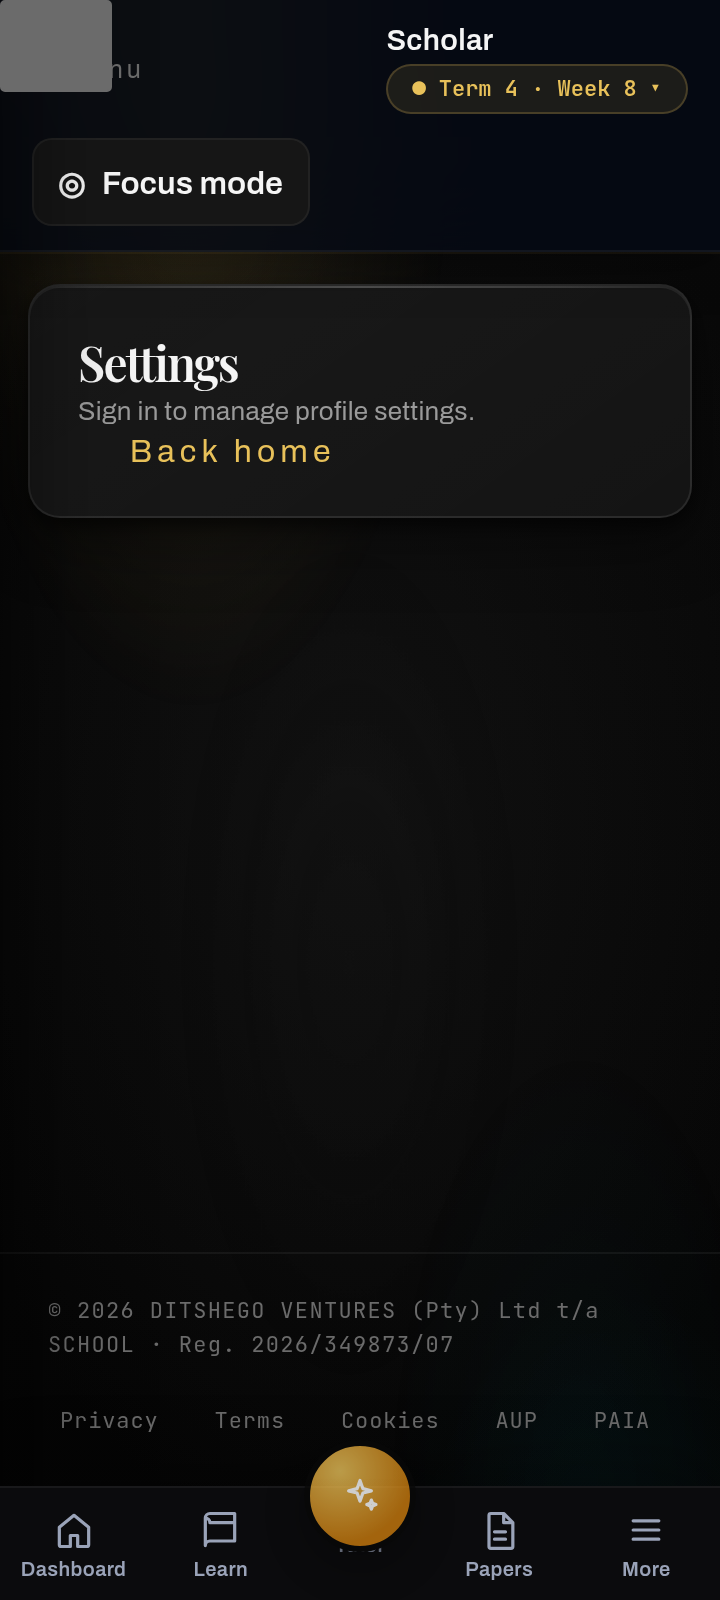 Scholar
Term 4 · Week 8
Focus mode
Settings
Sign in to manage profile settings.
Back home
© 2026 DITSHEGO VENTURES (Pty) Ltd t/a
SCHOOL · Reg. 2026/349873/07
Privacy Terms Cookies AUP PAIA
Dashboard Learn Papers More